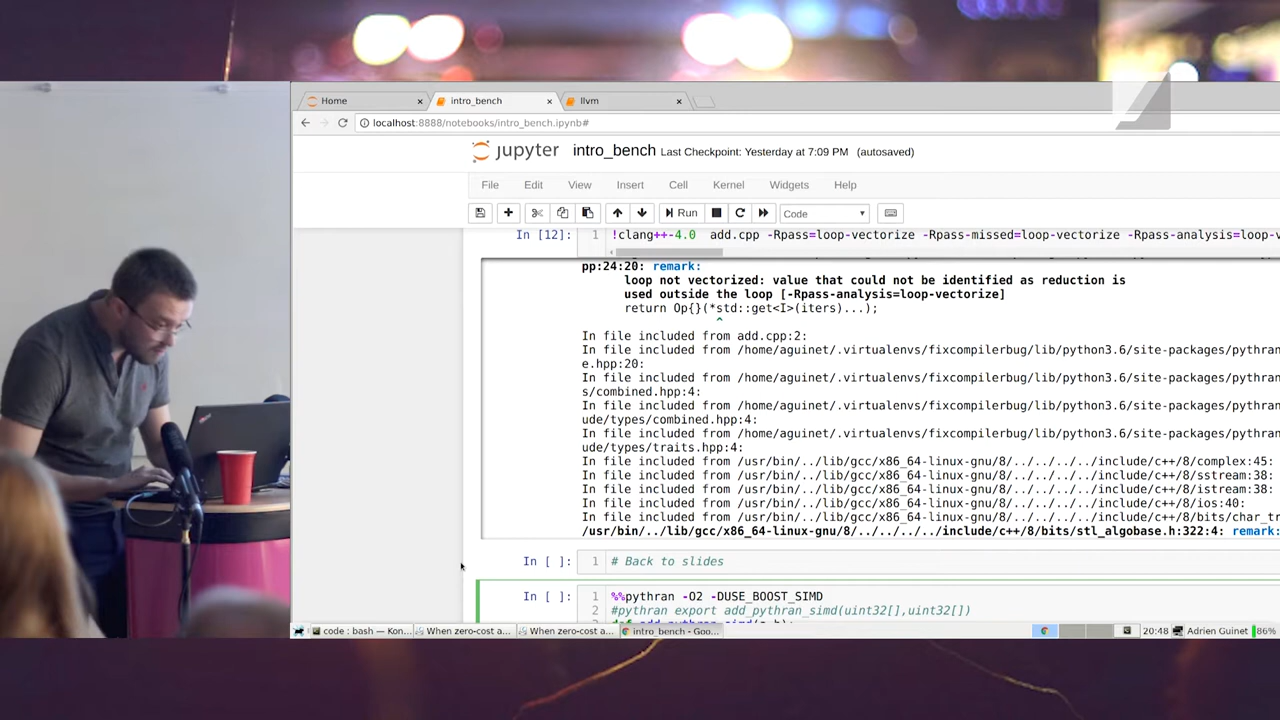 Home
intro_bench
llvm
localhost:8888/notebooks/intro_bench.ipynb#
jupyter intro_bench Last Checkpoint: Yesterday at 7:09 PM (autosaved)
File Edit View Insert Cell Kernel Widgets Help
Run Code
In [12]: 1 !clang++-4.0 add.cpp -Rpass=loop-vectorize -Rpass-missed=loop-vectorize -Rpass-analysis=loop-v
pp:24:20: remark:
loop not vectorized: value that could not be identified as reduction is
used outside the loop [-Rpass-analysis=loop-vectorize]
return Op{}(*std::get<I>(iters)...);
^
In file included from add.cpp:2:
In file included from /home/aguinet/.virtualenvs/fixcompilerbug/lib/python3.6/site-packages/pythran
e.hpp:20:
In file included from /home/aguinet/.virtualenvs/fixcompilerbug/lib/python3.6/site-packages/pythran
s/combined.hpp:4:
In file included from /home/aguinet/.virtualenvs/fixcompilerbug/lib/python3.6/site-packages/pythran
ude/types/combined.hpp:4:
In file included from /home/aguinet/.virtualenvs/fixcompilerbug/lib/python3.6/site-packages/pythran
ude/types/traits.hpp:4:
In file included from /usr/bin/../lib/gcc/x86_64-linux-gnu/8/../../../../include/c++/8/complex:45:
In file included from /usr/bin/../lib/gcc/x86_64-linux-gnu/8/../../../../include/c++/8/sstream:38:
In file included from /usr/bin/../lib/gcc/x86_64-linux-gnu/8/../../../../include/c++/8/istream:38:
In file included from /usr/bin/../lib/gcc/x86_64-linux-gnu/8/../../../../include/c++/8/ios:40:
In file included from /usr/bin/../lib/gcc/x86_64-linux-gnu/8/../../../../include/c++/8/bits/char_tr
/usr/bin/../lib/gcc/x86_64-linux-gnu/8/../../../../include/c++/8/bits/stl_algobase.h:322:4: remark:
In [ ]: 1 # Back to slides
In [ ]: 1 %%pythran -O2 -DUSE_BOOST_SIMD
2 #pythran export add_pythran_simd(uint32[],uint32[])
def add_pythran_simd(a,b):
code : bash — Kon... When zero-cost a... When zero-cost a... intro_bench - Goo... 20:48 Adrien Guinet 86%